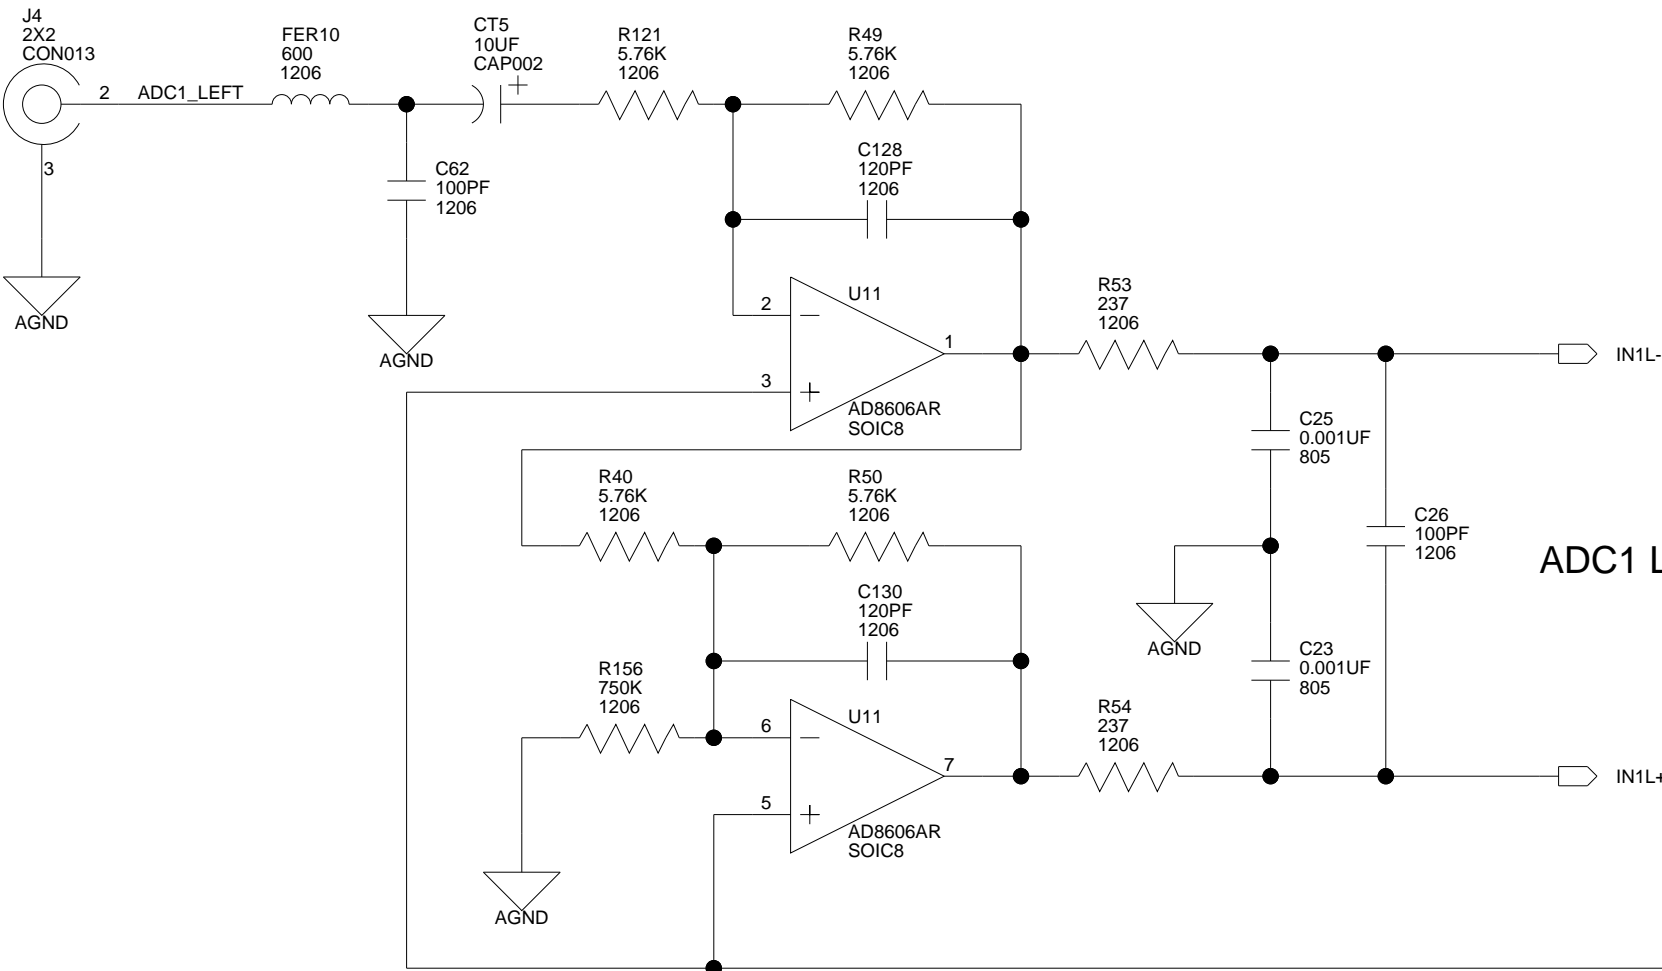 J4
2X2
CON013
2
ADC1_LEFT
3
AGND
FER10
600
1206
CT5
10UF
CAP002
+
C62
100PF
1206
AGND
R121
5.76K
1206
R49
5.76K
1206
C128
120PF
1206
U11
2
3
1
AD8606AR
SOIC8
R53
237
1206
IN1L-
C25
0.001UF
805
C26
100PF
1206
ADC1 L
AGND
C23
0.001UF
805
R40
5.76K
1206
R50
5.76K
1206
C130
120PF
1206
R156
750K
1206
AGND
U11
6
5
7
AD8606AR
SOIC8
R54
237
1206
IN1L+